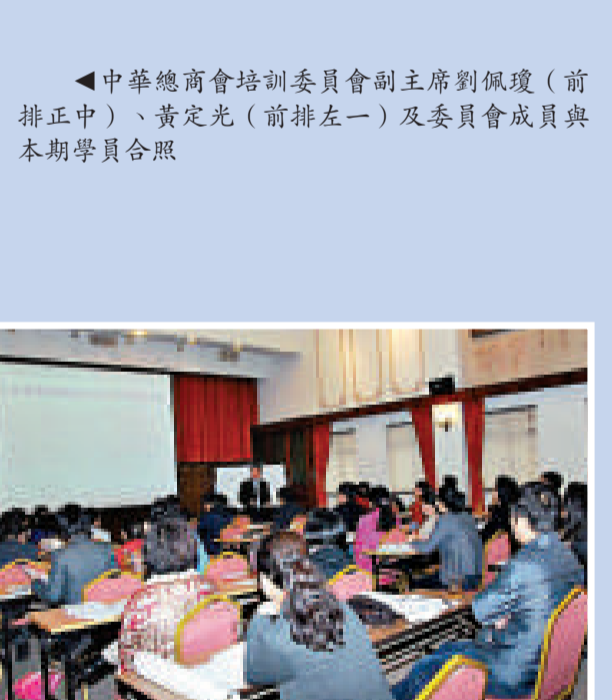 ◀中華總商會培訓委員會副主席劉佩瓊（前
排正中）、黃定光（前排左一）及委員會成員與
本期學員合照